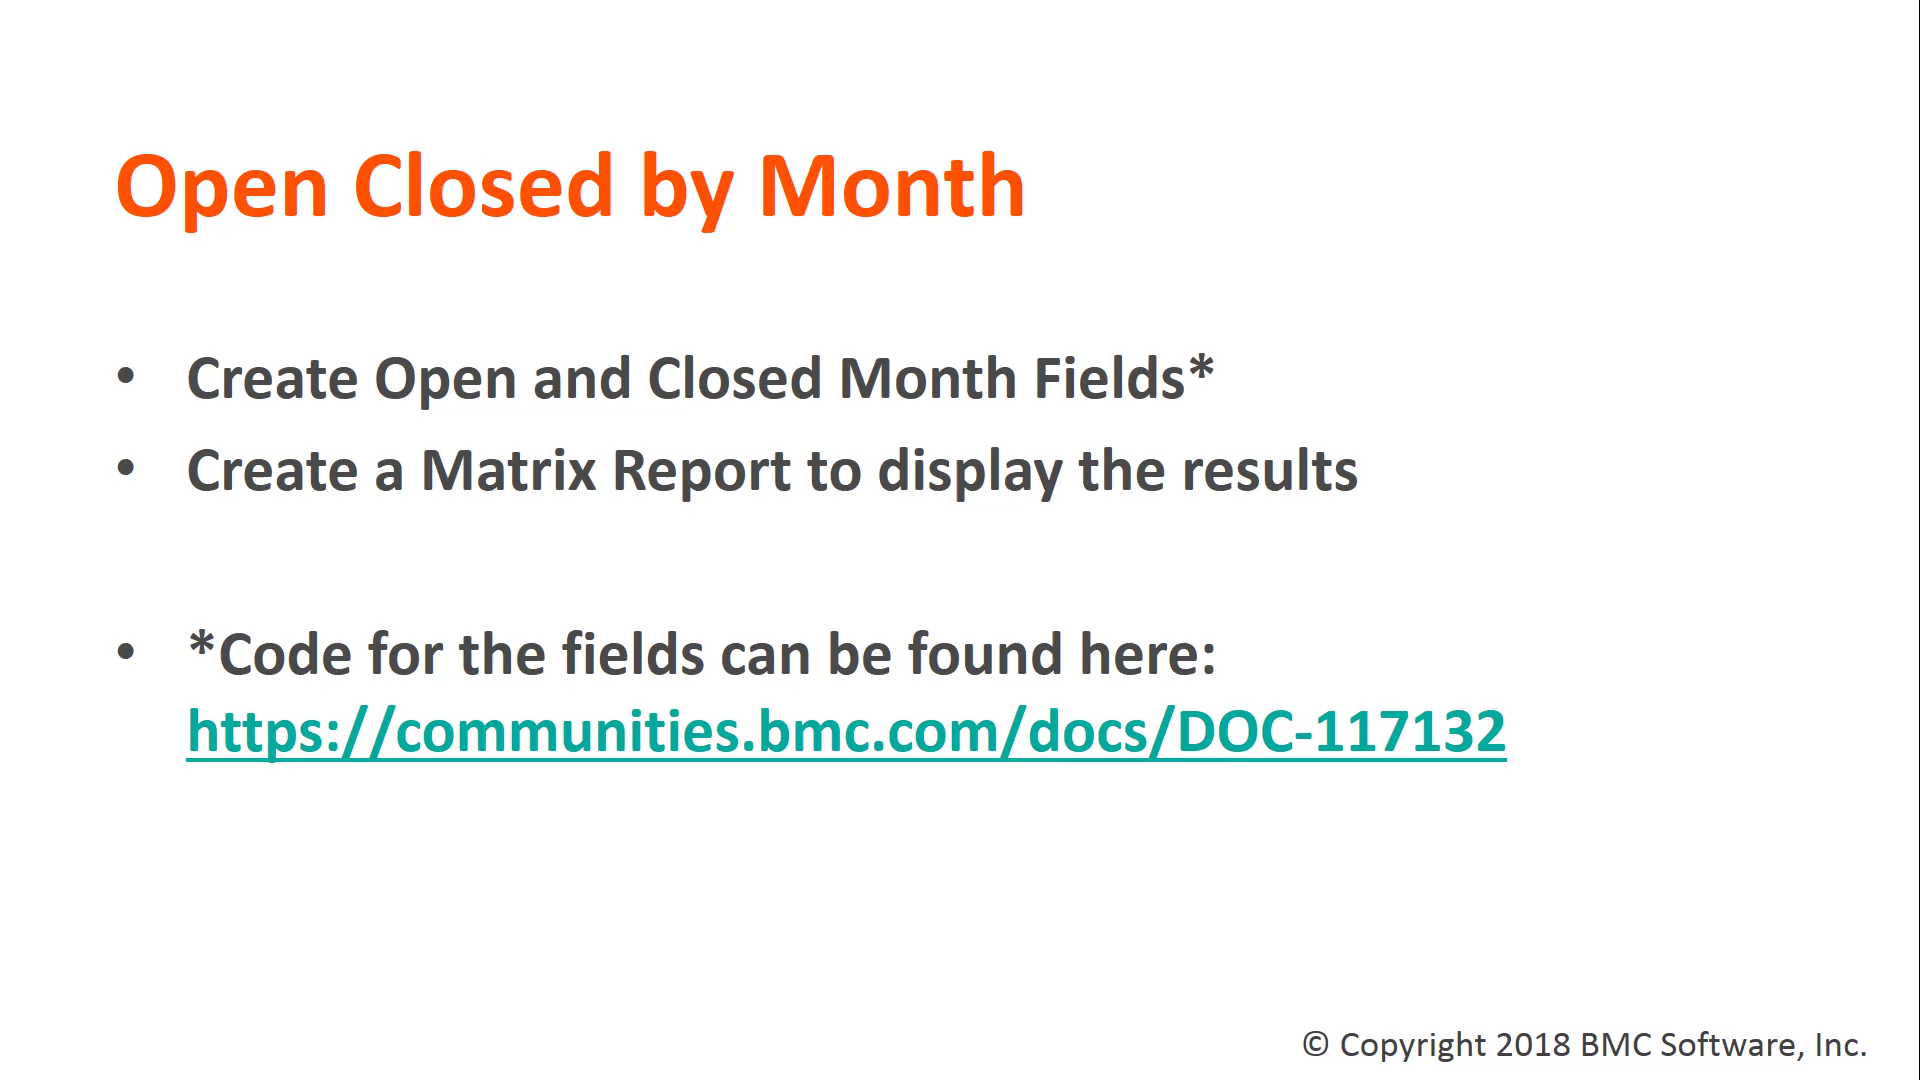 Open Closed by Month
• Create Open and Closed Month Fields*
• Create a Matrix Report to display the results
• *Code for the fields can be found here:
https://communities.bmc.com/docs/DOC-117132
© Copyright 2018 BMC Software, Inc.